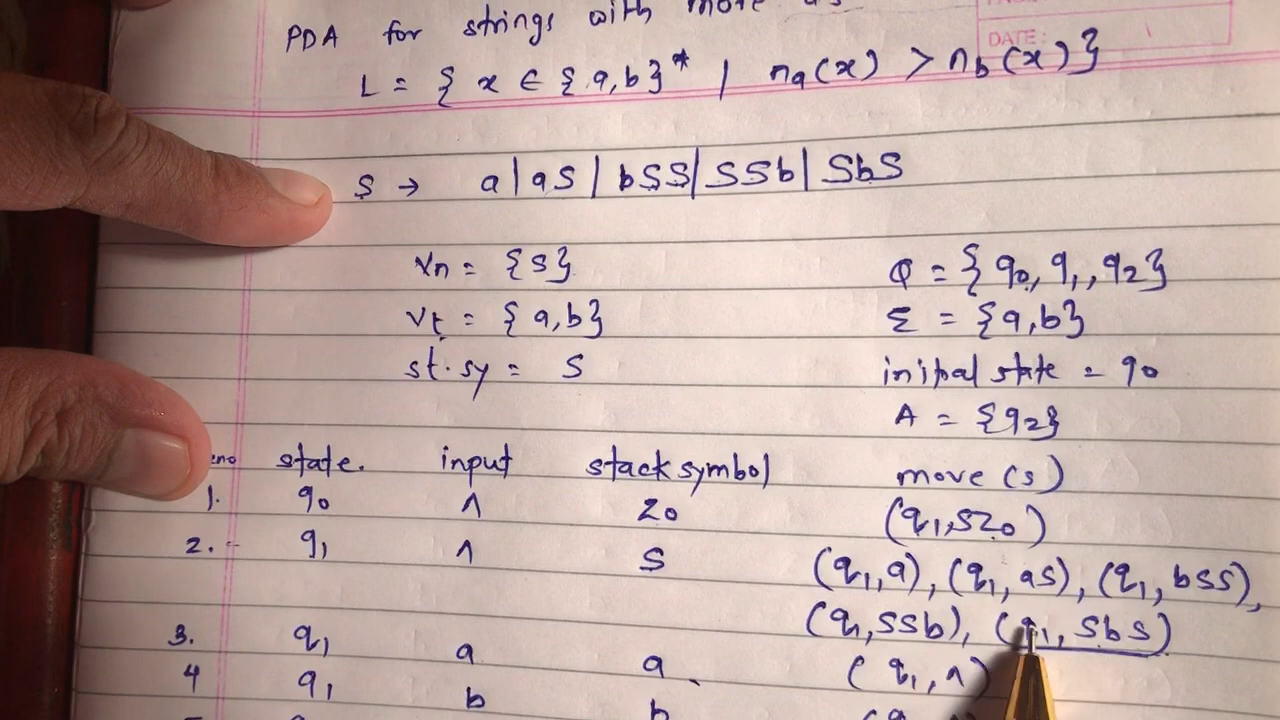 PDA for strings with more a's
DATE:
L = { x ∈ {a,b}* | na(x) > nb(x)}
S → a|aS|bSS|SSb|SbS
Vn = {S}
Q = {q0, q1, q2}
Vt = {a,b}
Σ = {a,b}
st.sy = S
initial state = q0
A = {q2}
state. input stack symbol move(s)
1. q0 Λ Z0 (q1,SZ0)
2. q1 Λ S (q1,a), (q1,aS), (q1,bSS),
(q1,SSb), (q1,SbS)
3. q1 a a (q1,Λ)
4 q1 b b